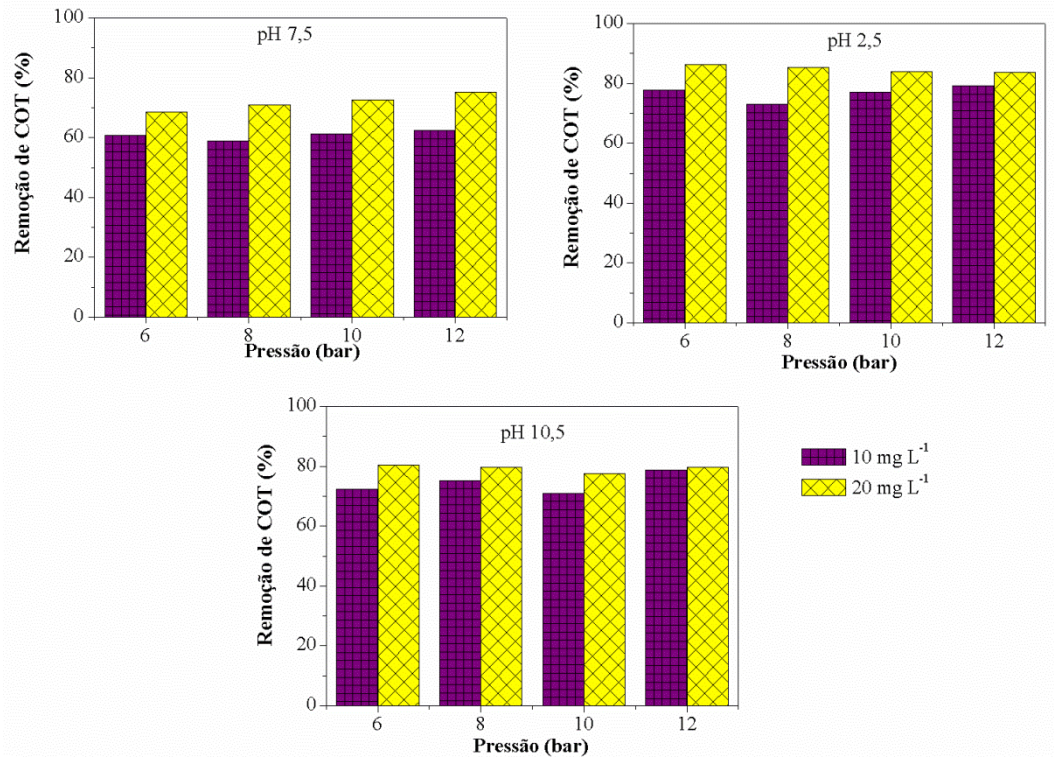 pH 7,5
Remoção de COT (%)
100
80
60
40
20
0
6 8 10 12
Pressão (bar)
pH 2,5
Remoção de COT (%)
100
80
60
40
20
0
6 8 10 12
Pressão (bar)
pH 10,5
Remoção de COT (%)
100
80
60
40
20
0
6 8 10 12
Pressão (bar)
10 mg L⁻¹
20 mg L⁻¹